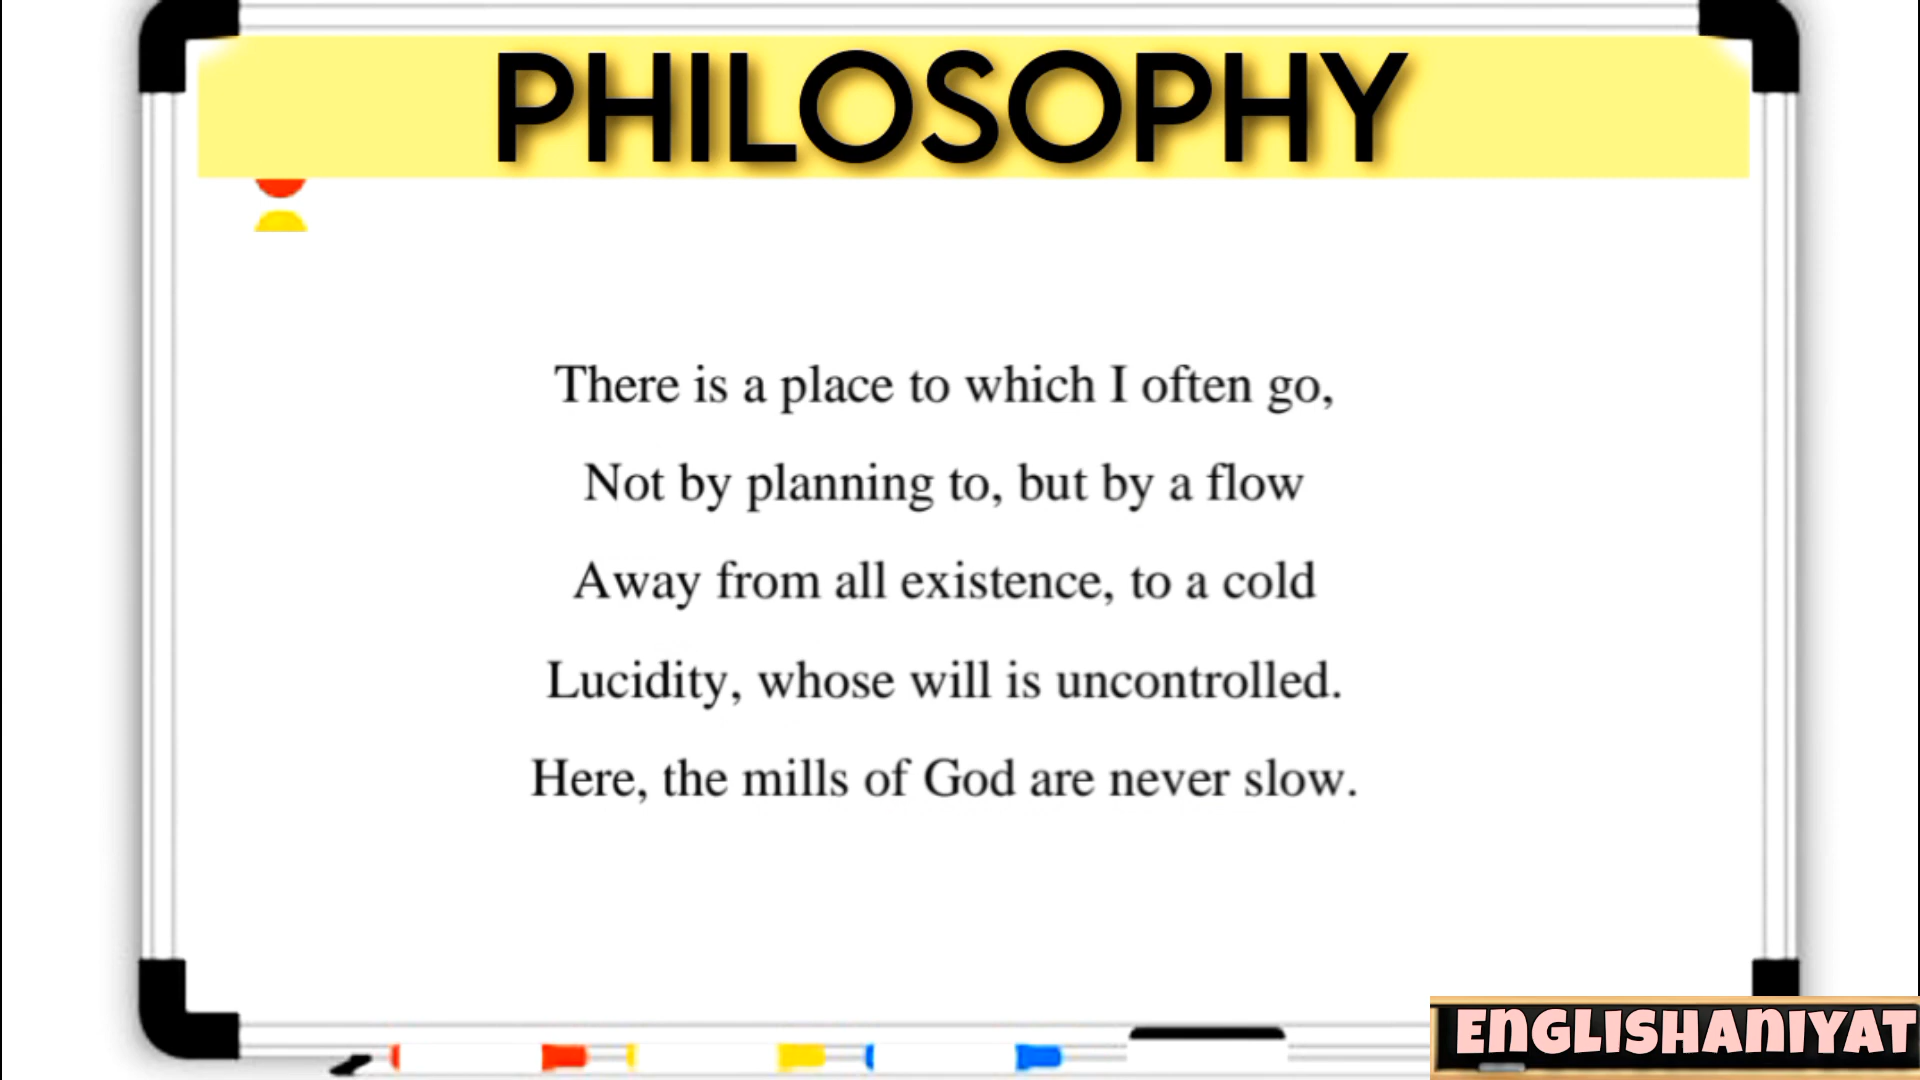 PHILOSOPHY
There is a place to which I often go,
Not by planning to, but by a flow
Away from all existence, to a cold
Lucidity, whose will is uncontrolled.
Here, the mills of God are never slow.
ENGLISHANIYAT